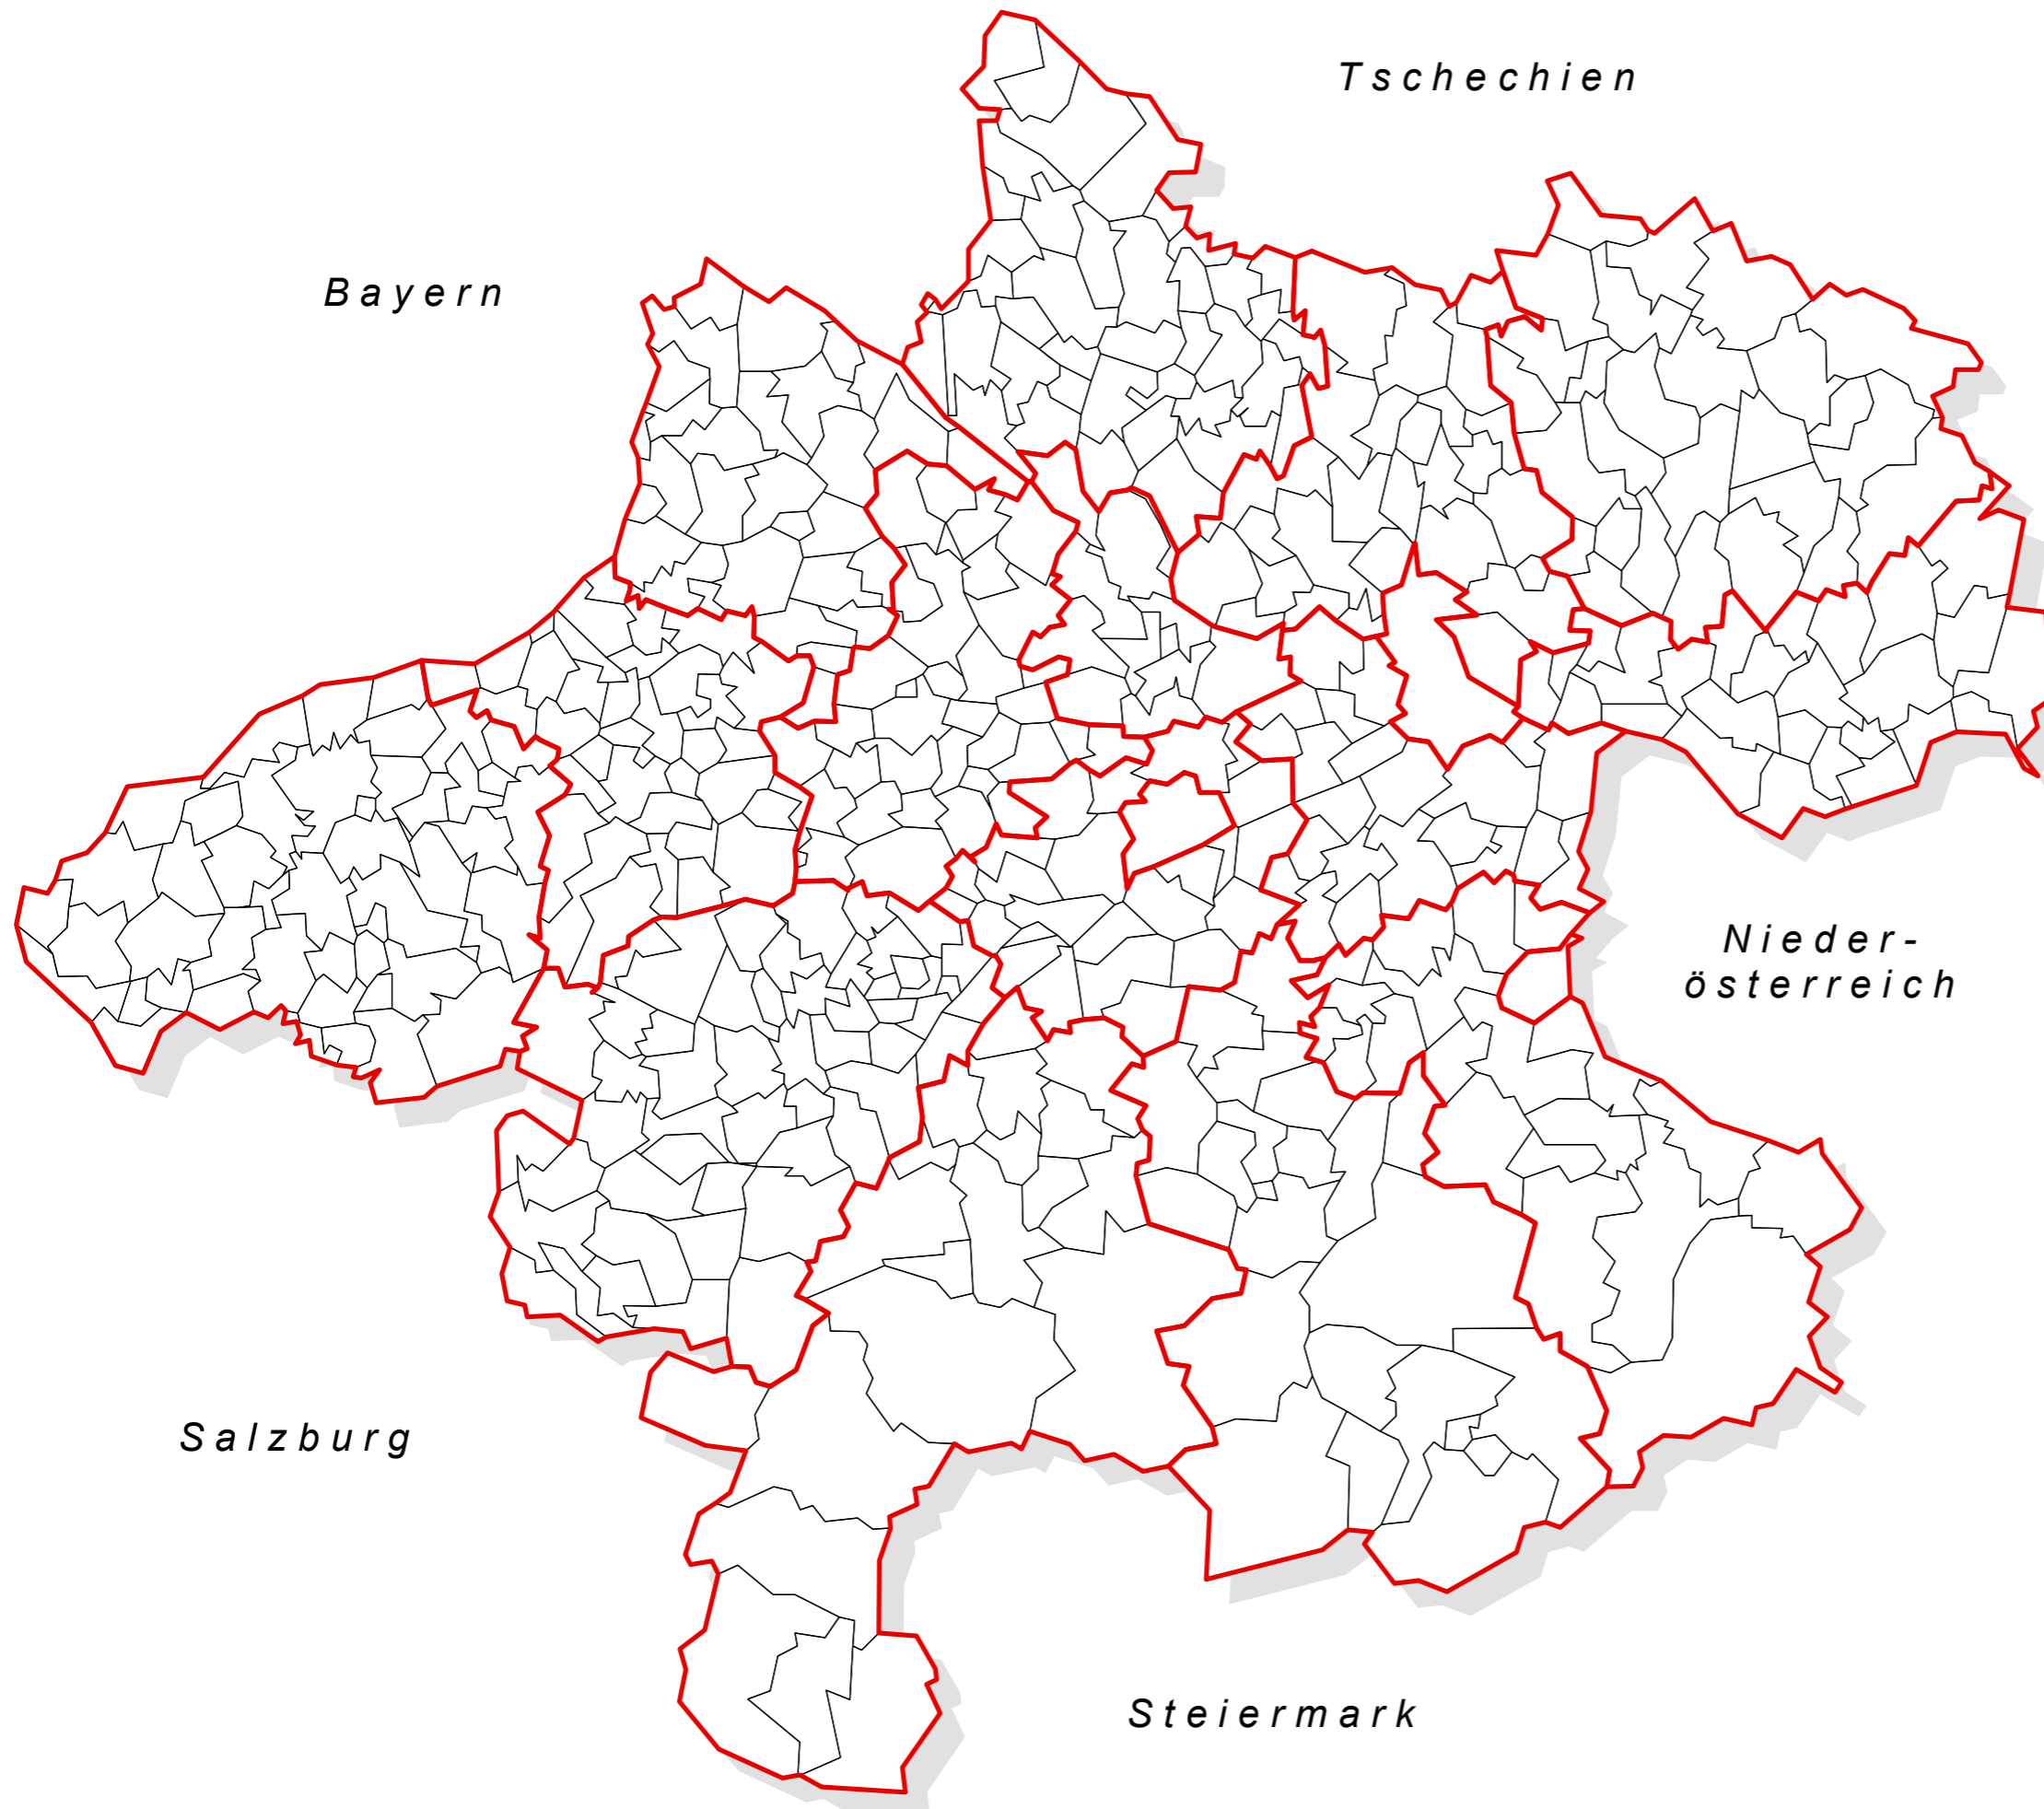 Tschechien
Bayern
Nieder-
österreich
Salzburg
Steiermark